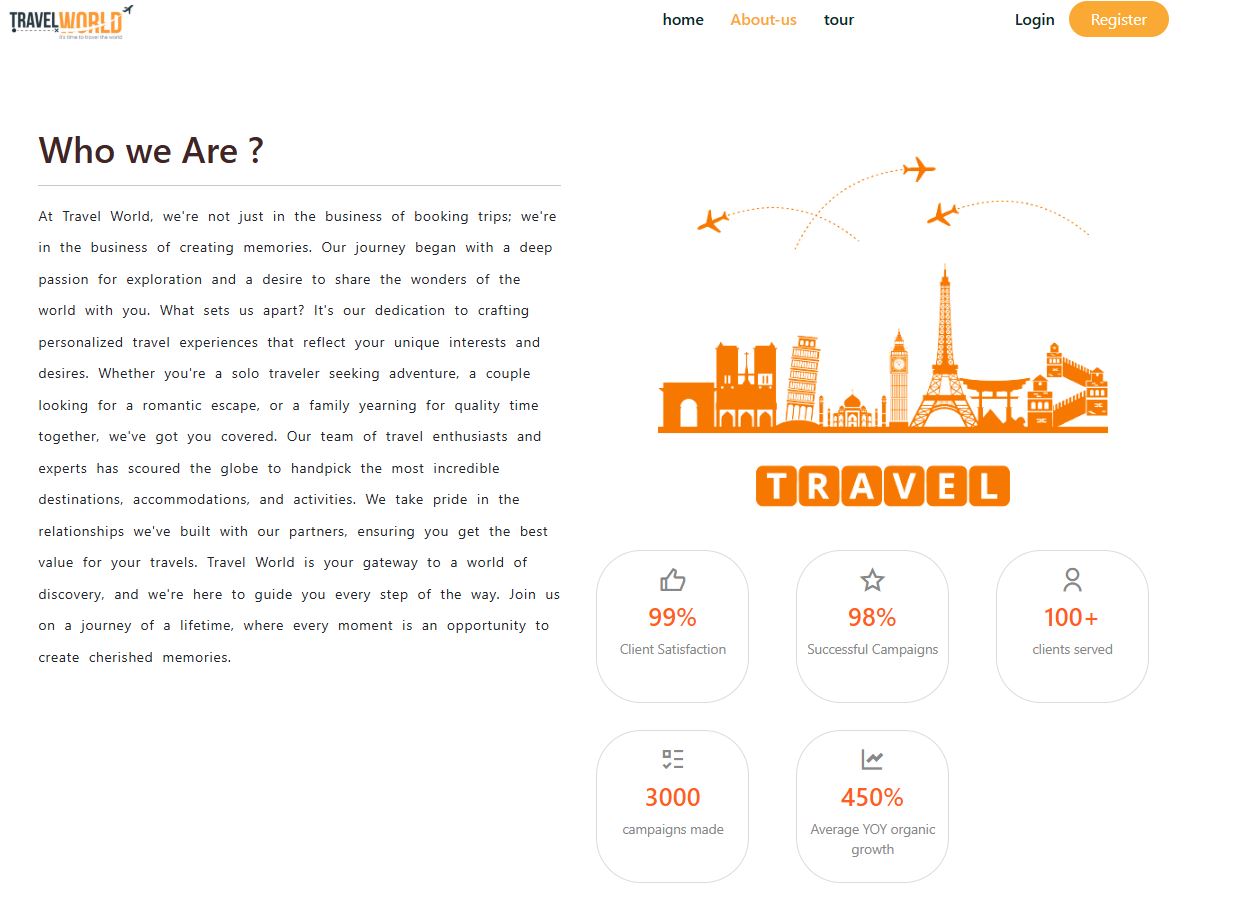 TRAVELWORLD
it's time to travel the world
home About-us tour Login Register
Who we Are ?
At Travel World, we're not just in the business of booking trips; we're
in the business of creating memories. Our journey began with a deep
passion for exploration and a desire to share the wonders of the
world with you. What sets us apart? It's our dedication to crafting
personalized travel experiences that reflect your unique interests and
desires. Whether you're a solo traveler seeking adventure, a couple
looking for a romantic escape, or a family yearning for quality time
together, we've got you covered. Our team of travel enthusiasts and
experts has scoured the globe to handpick the most incredible
destinations, accommodations, and activities. We take pride in the
relationships we've built with our partners, ensuring you get the best
value for your travels. Travel World is your gateway to a world of
discovery, and we're here to guide you every step of the way. Join us
on a journey of a lifetime, where every moment is an opportunity to
create cherished memories.
TRAVEL
99%
Client Satisfaction
98%
Successful Campaigns
100+
clients served
3000
campaigns made
450%
Average YOY organic
growth